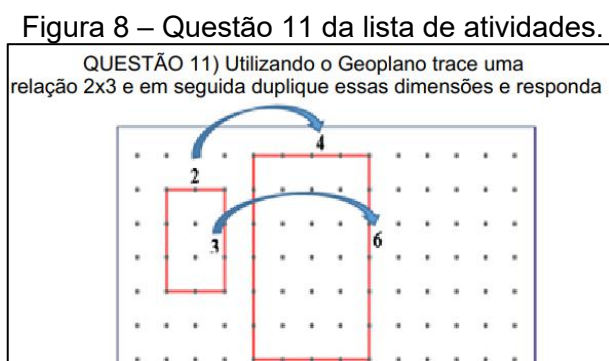 Figura 8 – Questão 11 da lista de atividades.
QUESTÃO 11) Utilizando o Geoplano trace uma
relação 2x3 e em seguida duplique essas dimensões e responda
4
2
3
6